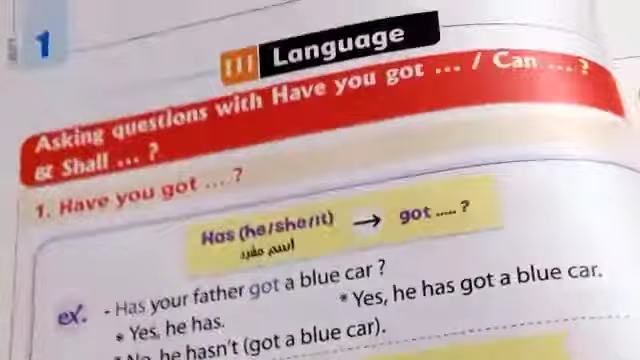 1
III Language
Asking questions with Have you got ... / Can ... ?
& Shall ... ?
1. Have you got .... ?
Has (he/she/it) → got ..... ?
اسم مفرد
ex. - Has your father got a blue car ?
* Yes, he has. * Yes, he has got a blue car.
* No, he hasn't (got a blue car).